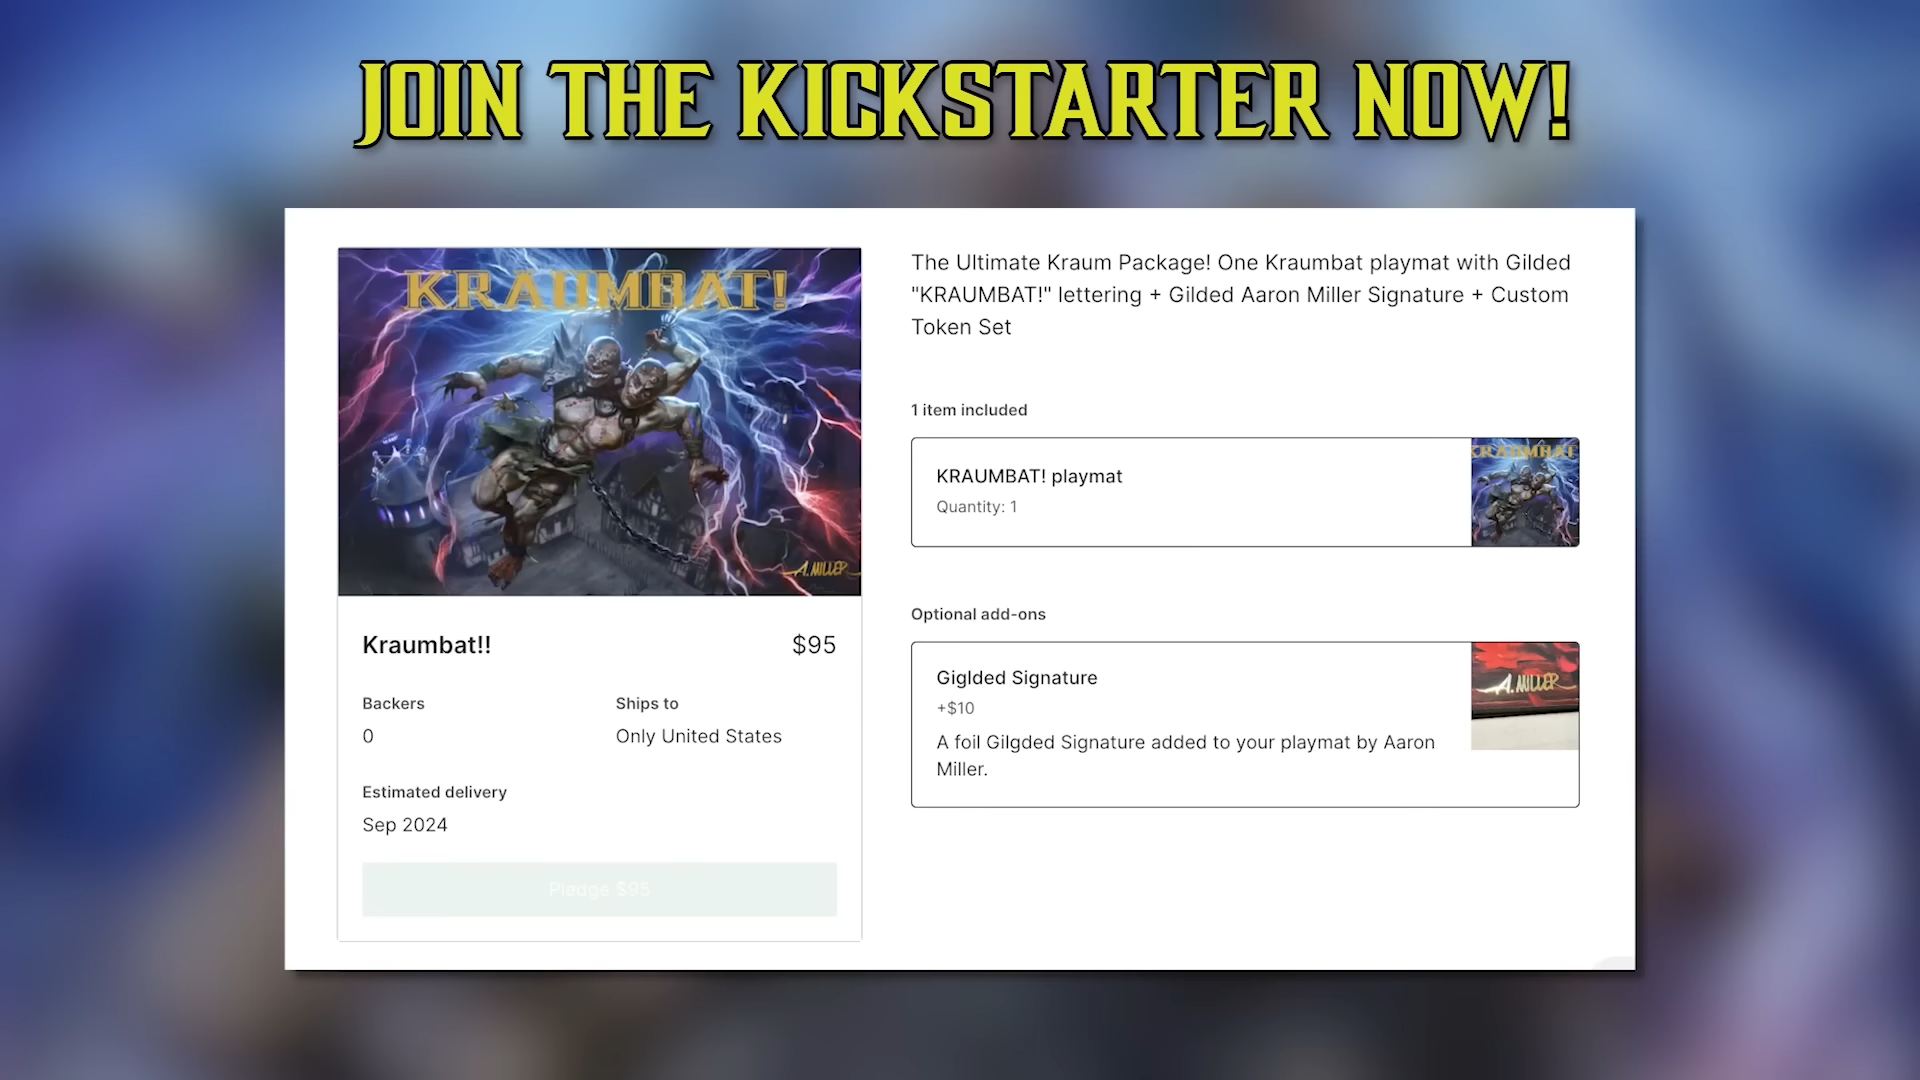 JOIN THE KICKSTARTER NOW!
KRAUMBAT!
A. MILLER
Kraumbat!!
$95
Backers
Ships to
0
Only United States
Estimated delivery
Sep 2024
Pledge $95
The Ultimate Kraum Package! One Kraumbat playmat with Gilded
"KRAUMBAT!" lettering + Gilded Aaron Miller Signature + Custom
Token Set
1 item included
KRAUMBAT! playmat
Quantity: 1
KRAUMBAT
Optional add-ons
Giglded Signature
+$10
A foil Gilgded Signature added to your playmat by Aaron
Miller.
A. MILLER